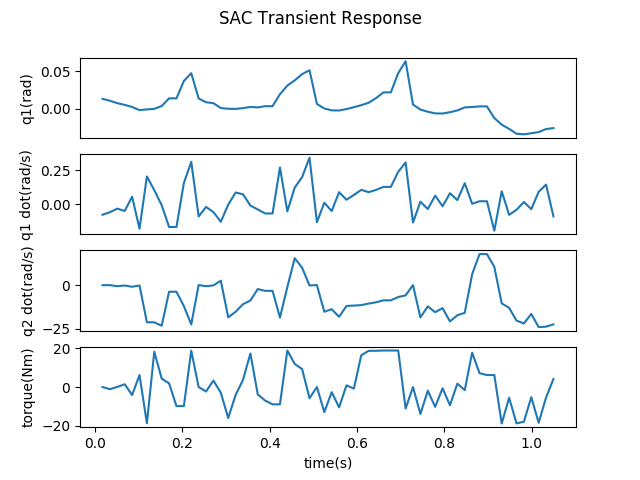 SAC Transient Response
q1(rad)
0.05
0.00
q1 dot(rad/s)
0.25
0.00
q2 dot(rad/s)
0
−25
torque(Nm)
20
0
−20
0.0 0.2 0.4 0.6 0.8 1.0
time(s)